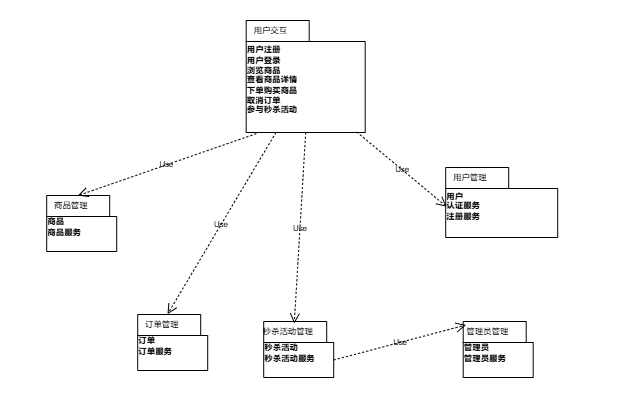 用户交互
用户注册
用户登录
浏览商品
查看商品详情
下单购买商品
取消订单
参与秒杀活动
Use
Use
Use
Use
用户管理
用户
认证服务
注册服务
商品管理
商品
商品服务
订单管理
订单
订单服务
秒杀活动管理
秒杀活动
秒杀活动服务
Use
管理员管理
管理员
管理员服务